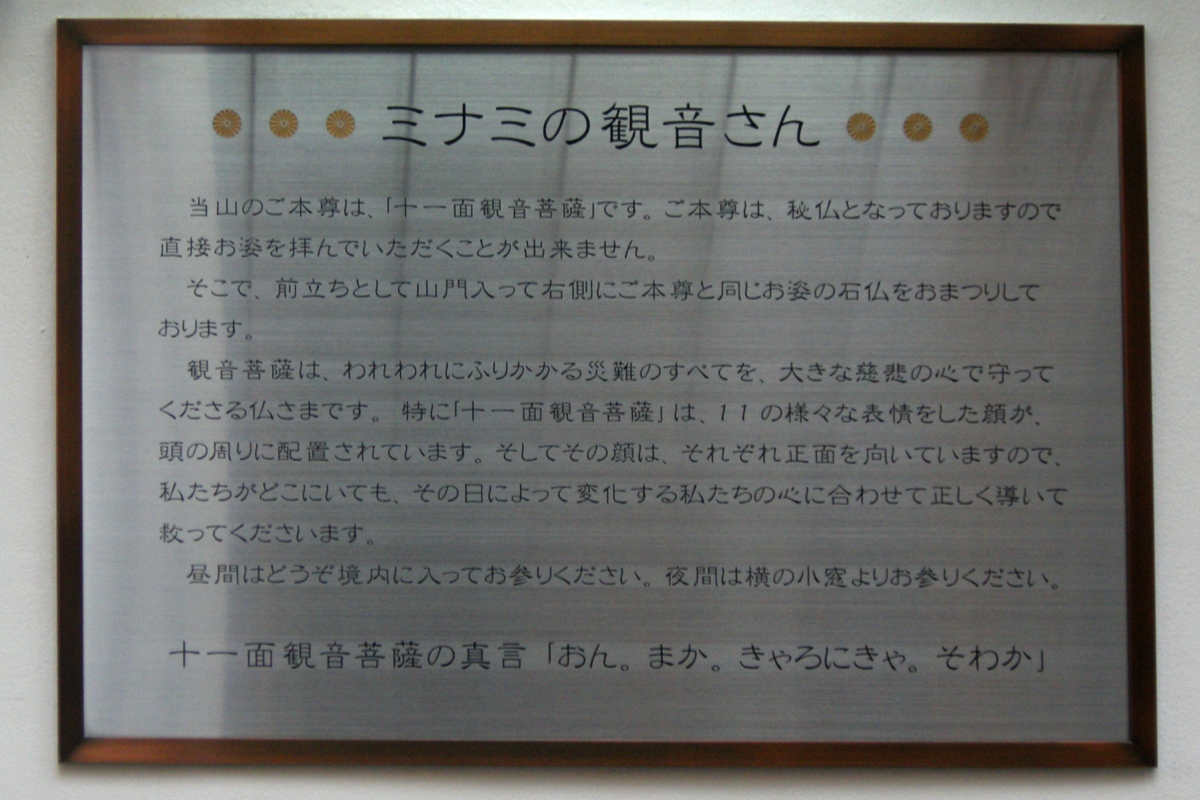 ミナミの観音さん
当山のご本尊は、「十一面観音菩薩」です。ご本尊は、秘仏となっておりますので
直接お姿を拝んでいただくことが出来ません。
そこで、前立ちとして山門入って右側にご本尊と同じお姿の石仏をおまつりして
おります。
観音菩薩は、われわれにふりかかる災難のすべてを、大きな慈悲の心で守って
くださる仏さまです。特に「十一面観音菩薩」は、11の様々な表情をした顔が、
頭の周りに配置されています。そしてその顔は、それぞれ正面を向いていますので、
私たちがどこにいても、その日によって変化する私たちの心に合わせて正しく導いて
救ってくださいます。
昼間はどうぞ境内に入ってお参りください。夜間は横の小窓よりお参りください。
十一面観音菩薩の真言「おん。まか。きゃろにきゃ。そわか」